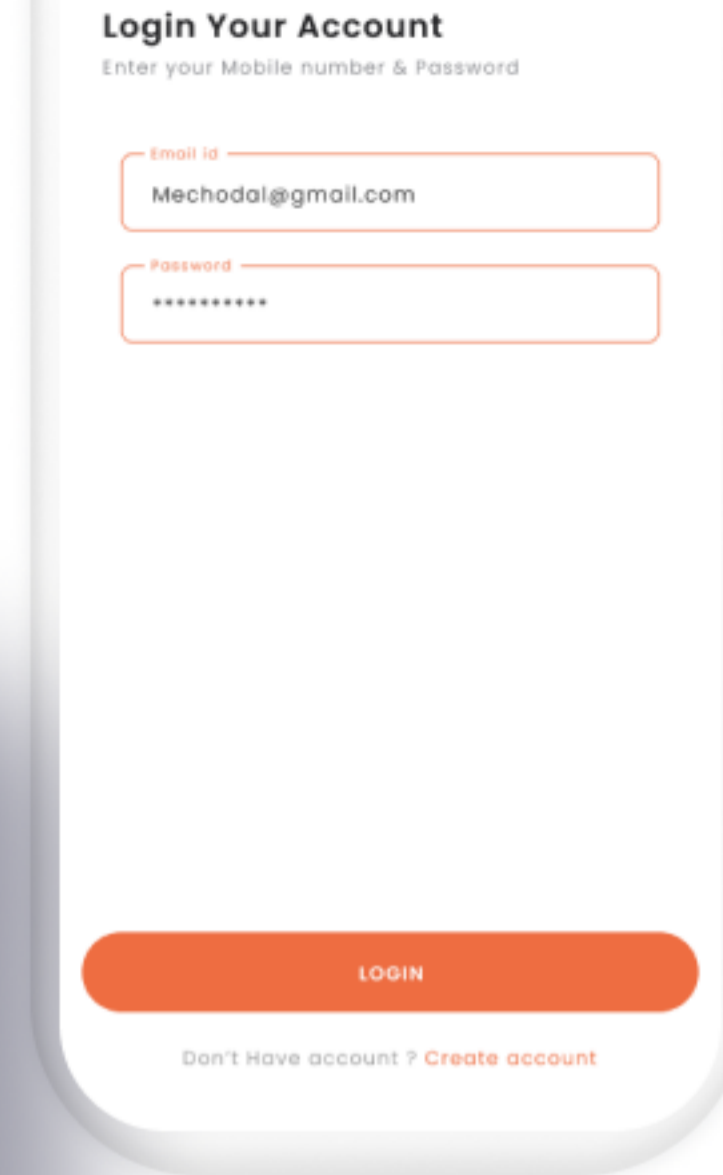 Login Your Account
Enter your Mobile number & Password
Email id
Mechodal@gmail.com
Password
**********
LOGIN
Don't Have account ? Create account